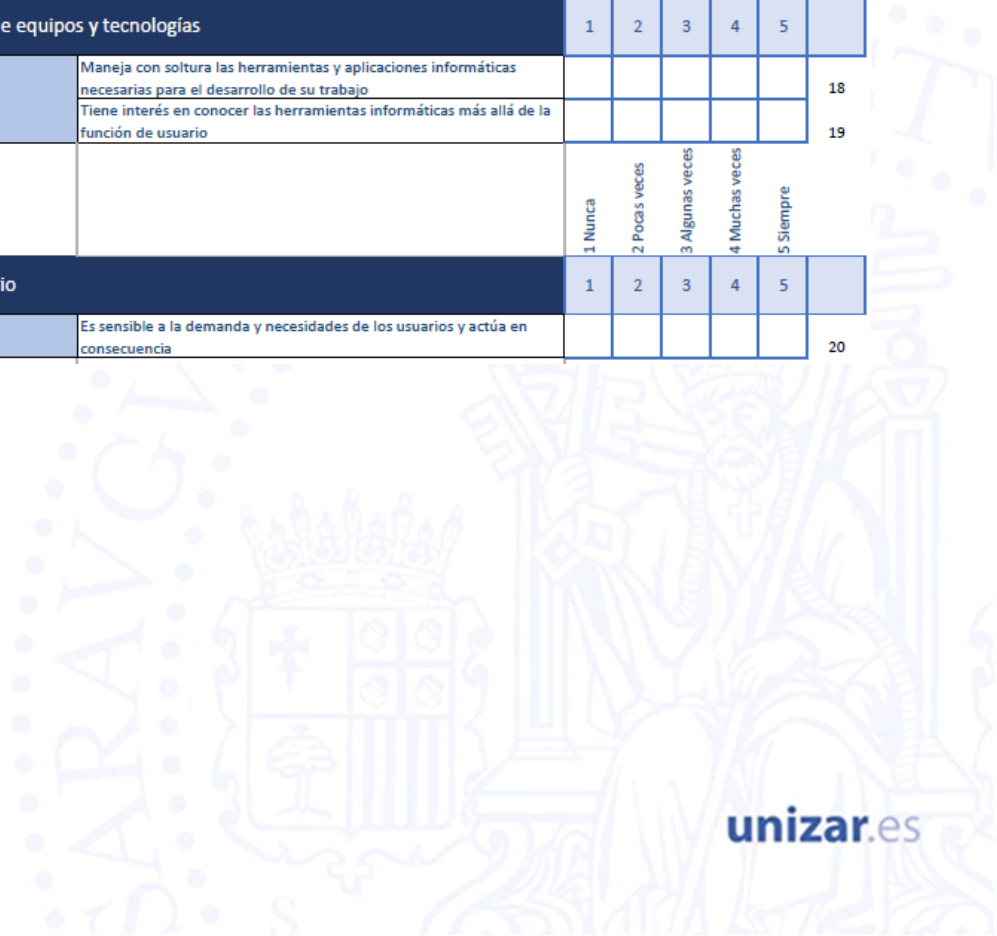 e equipos y tecnologías 1 2 3 4 5
Maneja con soltura las herramientas y aplicaciones informáticas
necesarias para el desarrollo de su trabajo 18
Tiene interés en conocer las herramientas informáticas más allá de la
función de usuario 19
1 Nunca
2 Pocas veces
3 Algunas veces
4 Muchas veces
5 Siempre
io 1 2 3 4 5
Es sensible a la demanda y necesidades de los usuarios y actúa en
consecuencia 20
SARAVG
unizar.es
S